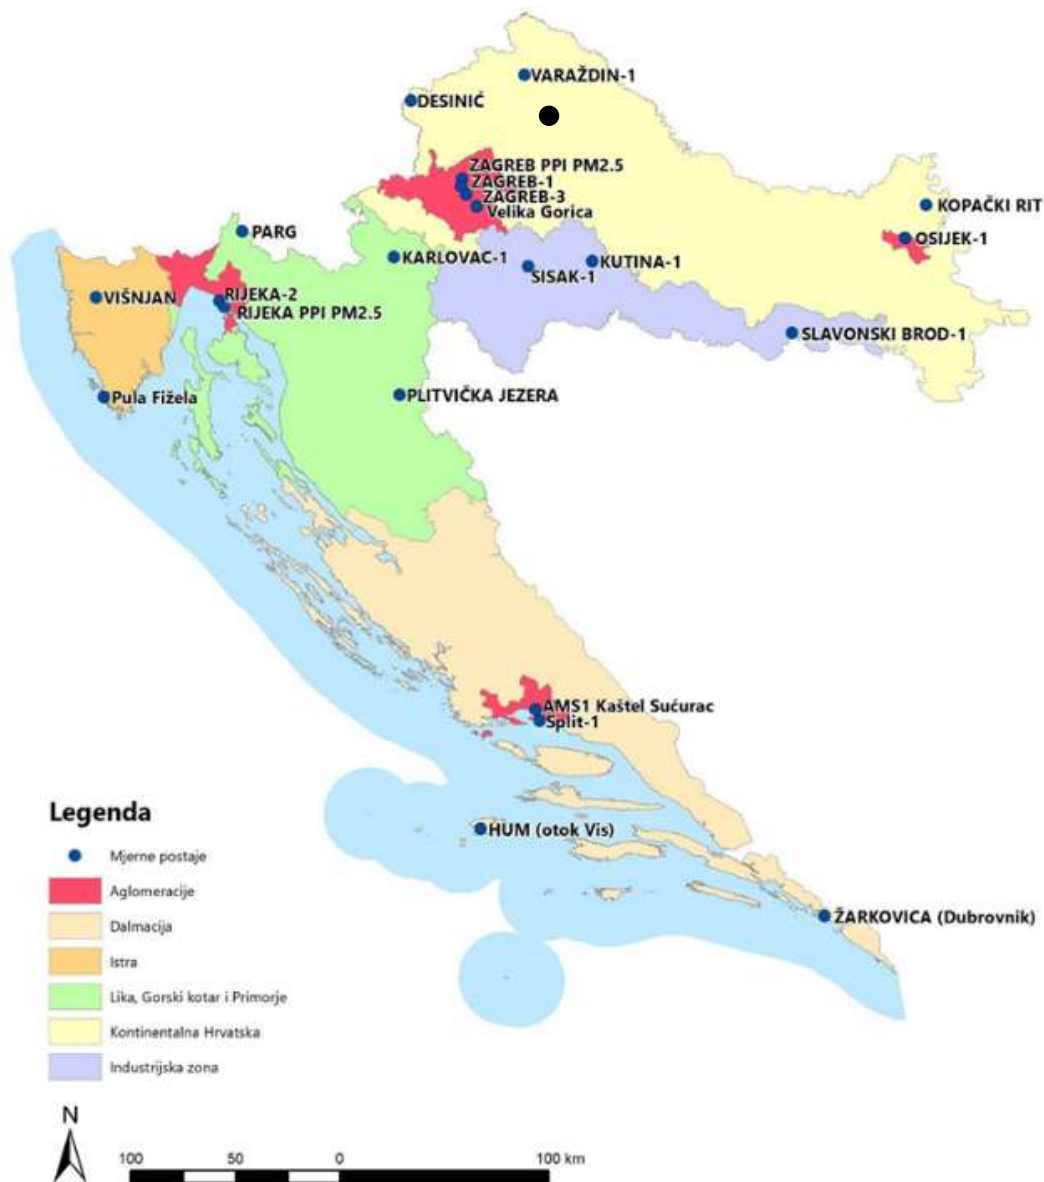 VARAŽDIN-1
DESINIĆ
ZAGREB PPI PM2.5
ZAGREB-1
ZAGREB-3
Velika Gorica
KOPAČKI RIT
OSIJEK-1
PARG
KARLOVAC-1
KUTINA-1
SISAK-1
VIŠNJAN
RIJEKA-2
RIJEKA PPI PM2.5
SLAVONSKI BROD-1
Pula Fižela
PLITVIČKA JEZERA
AMS1 Kaštel Sućurac
Split-1
HUM (otok Vis)
ŽARKOVICA (Dubrovnik)
Legenda
Mjerne postaje
Aglomeracije
Dalmacija
Istra
Lika, Gorski kotar i Primorje
Kontinentalna Hrvatska
Industrijska zona
N
100 50 0 100 km